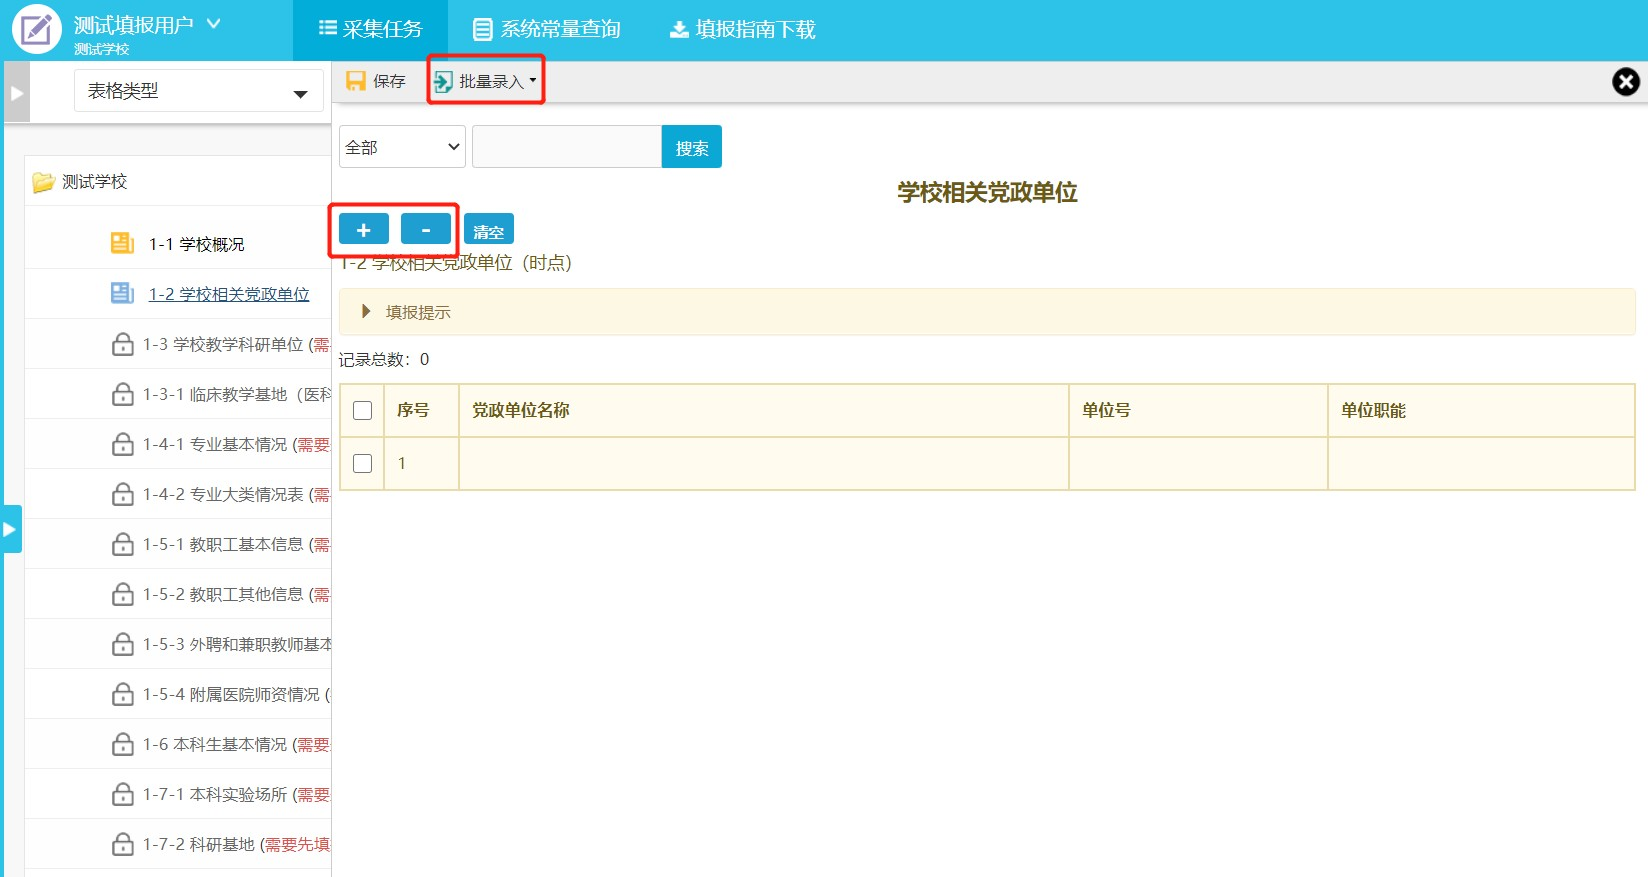 测试填报用户
测试学校
采集任务
系统常量查询
填报指南下载
表格类型
保存
批量录入
全部
搜索
测试学校
学校相关党政单位
+
-
清空
1-2 学校相关党政单位（时点）
填报提示
记录总数：0
序号 党政单位名称 单位号 单位职能
1
1-1 学校概况
1-2 学校相关党政单位
1-3 学校教学科研单位 (需
1-3-1 临床教学基地（医科
1-4-1 专业基本情况 (需要
1-4-2 专业大类情况表 (需
1-5-1 教职工基本信息 (需
1-5-2 教职工其他信息 (需
1-5-3 外聘和兼职教师基本
1-5-4 附属医院师资情况 (
1-6 本科生基本情况 (需要
1-7-1 本科实验场所 (需要
1-7-2 科研基地 (需要先填